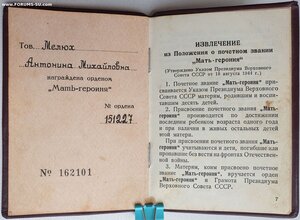 www.FORUMS-SU.com
Тов. Мелюх
Антонина Михайловна
награждена орденом
„Мать-героиня"
№ ордена
151227
№ 162101
ИЗВЛЕЧЕНИЕ
из Положения о почетном звании
„Мать-героиня"
(Утверждено Указом Президиума Верховного
Совета СССР от 18 августа 1944 г.)
1. Почетное звание „Мать-героиня" при-
сваивается Указом Президиума Верховного
Совета СССР матерям, родившим и воспи-
тавшим десять детей.
2. Присвоение почетного звания „Мать-
героиня" производится по достижении
последним ребенком возраста одного года
и при наличии в живых остальных детей
этой матери.
При присвоении почетного звания „Мать-
героиня" учитываются и дети, погибшие или
пропавшие без вести на фронтах Отечествен-
ной войны.
3. Матерям, коим присвоено почетное
звание „Мать-героиня", вручается орден
„Мать-героиня" и Грамота Президиума
Верховного Совета СССР.
7